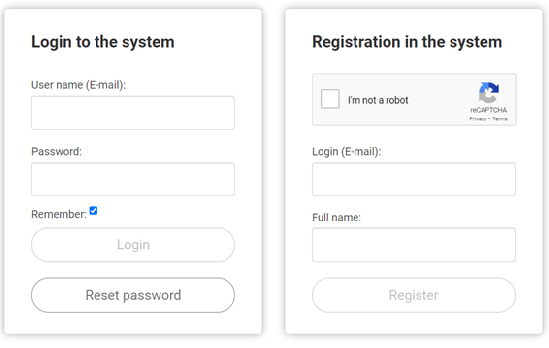 Login to the system
User name (E-mail):
Password:
Remember:
Login
Reset password
Registration in the system
I'm not a robot
reCAPTCHA
Privacy - Terms
Login (E-mail):
Full name:
Register